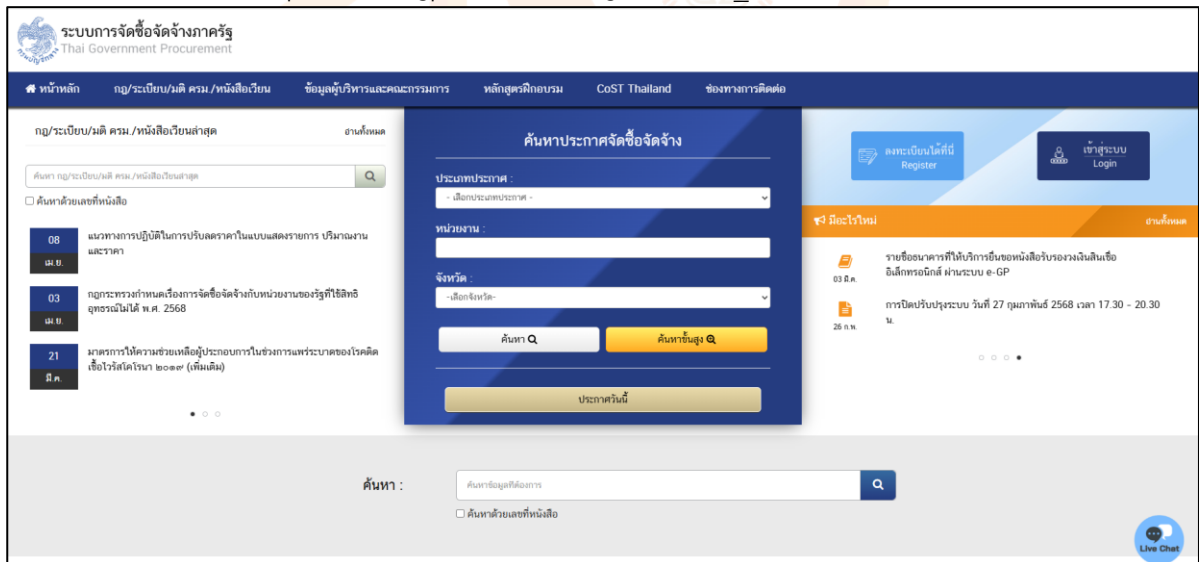 ระบบการจัดซื้อจัดจ้างภาครัฐ
Thai Government Procurement
หน้าหลัก
กฎ/ระเบียบ/มติ ครม./หนังสือเวียน
ข้อมูลผู้บริหารและคณะกรรมการ
หลักสูตรฝึกอบรม
CoST Thailand
ช่องทางการติดต่อ
กฎ/ระเบียบ/มติ ครม./หนังสือเวียนล่าสุด
อ่านทั้งหมด
ค้นหา กฎ/ระเบียบ/มติ ครม./หนังสือเวียนล่าสุด
ค้นหาด้วยเลขที่หนังสือ
08
เม.ย.
แนวทางการปฏิบัติในการปรับลดราคาในแบบแสดงรายการ ปริมาณงาน
และราคา
03
เม.ย.
กฎกระทรวงกำหนดเรื่องการจัดซื้อจัดจ้างกับหน่วยงานของรัฐที่ใช้สิทธิ
อุทธรณ์ไม่ได้ พ.ศ. 2568
21
มี.ค.
มาตรการให้ความช่วยเหลือผู้ประกอบการในช่วงการแพร่ระบาดของโรคติด
เชื้อไวรัสโคโรนา ๒๐๑๙ (เพิ่มเติม)
ค้นหาประกาศจัดซื้อจัดจ้าง
ประเภทประกาศ :
- เลือกประเภทประกาศ -
หน่วยงาน :
จังหวัด :
-เลือกจังหวัด-
ค้นหา
ค้นหาขั้นสูง
ประกาศวันนี้
ลงทะเบียนได้ที่นี่
Register
เข้าสู่ระบบ
Login
มีอะไรใหม่
อ่านทั้งหมด
03 มี.ค.
รายชื่อธนาคารที่ให้บริการยื่นขอหนังสือรับรองวงเงินสินเชื่อ
อิเล็กทรอนิกส์ ผ่านระบบ e-GP
26 ก.พ.
การปิดปรับปรุงระบบ วันที่ 27 กุมภาพันธ์ 2568 เวลา 17.30 - 20.30
น.
ค้นหา :
ค้นหาข้อมูลที่ต้องการ
ค้นหาด้วยเลขที่หนังสือ
Live Chat